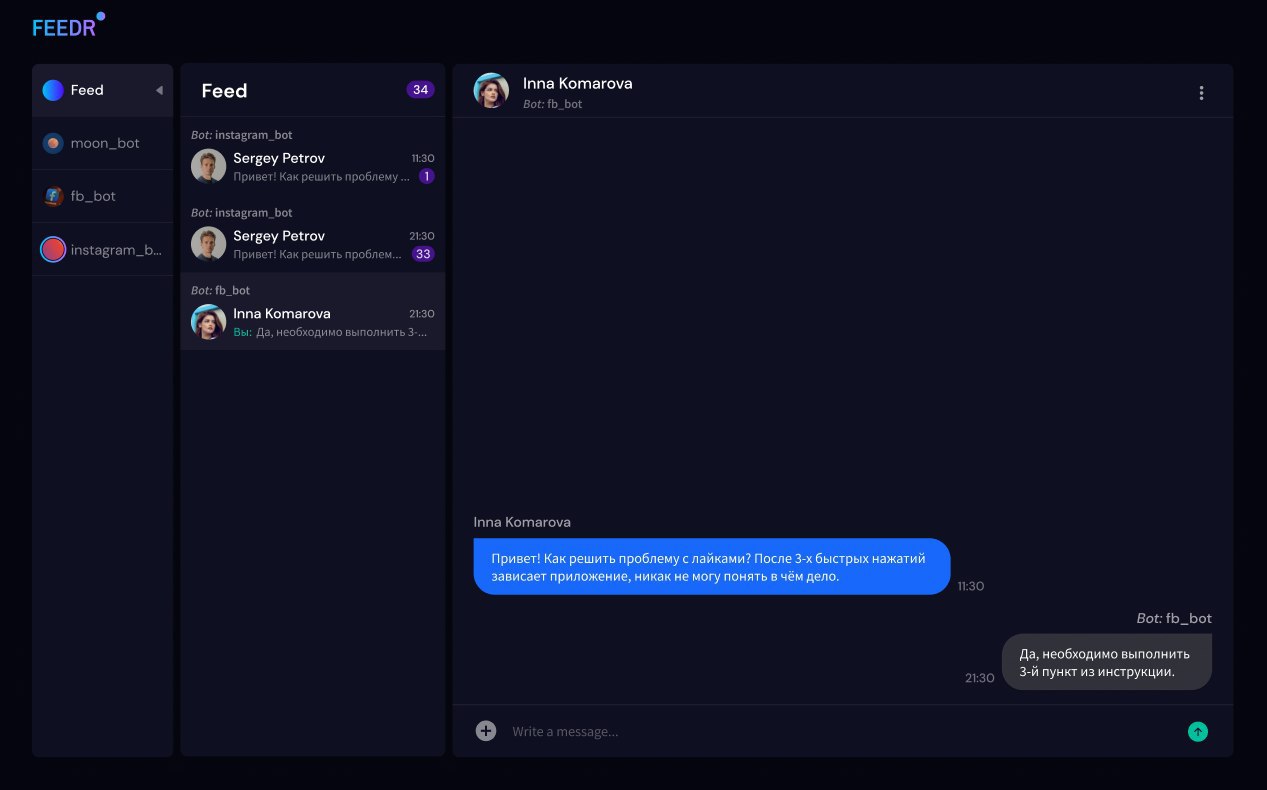 FEEDR
Feed
moon_bot
fb_bot
instagram_b...
Feed
34
Bot: instagram_bot
Sergey Petrov
11:30
Привет! Как решить проблему ...
1
Bot: instagram_bot
Sergey Petrov
21:30
Привет! Как решить проблем...
33
Bot: fb_bot
Inna Komarova
21:30
Вы: Да, необходимо выполнить 3-...
Inna Komarova
Bot: fb_bot
Inna Komarova
Привет! Как решить проблему с лайками? После 3-х быстрых нажатий
зависает приложение, никак не могу понять в чём дело.
11:30
Bot: fb_bot
Да, необходимо выполнить
3-й пункт из инструкции.
21:30
Write a message...